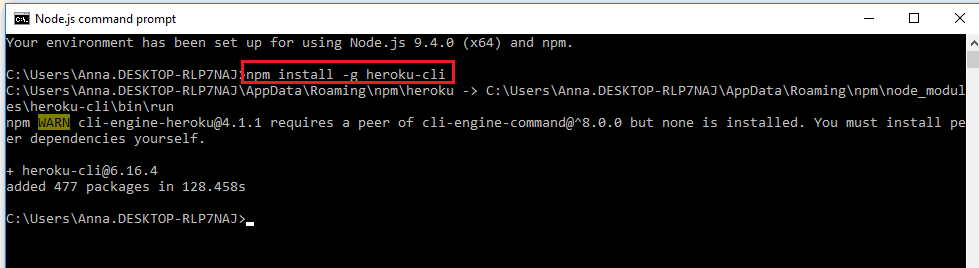 Node.js command prompt
Your environment has been set up for using Node.js 9.4.0 (x64) and npm.
C:\Users\Anna.DESKTOP-RLP7NAJ>npm install -g heroku-cli
C:\Users\Anna.DESKTOP-RLP7NAJ\AppData\Roaming\npm\heroku -> C:\Users\Anna.DESKTOP-RLP7NAJ\AppData\Roaming\npm\node_modul
es\heroku-cli\bin\run
npm WARN cli-engine-heroku@4.1.1 requires a peer of cli-engine-command@^8.0.0 but none is installed. You must install pe
er dependencies yourself.
+ heroku-cli@6.16.4
added 477 packages in 128.458s
C:\Users\Anna.DESKTOP-RLP7NAJ>